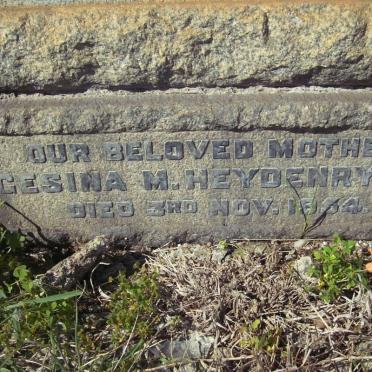 OUR BELOVED MOTHE
GESINA M. HEYDENRY
DIED 3RD NOV.